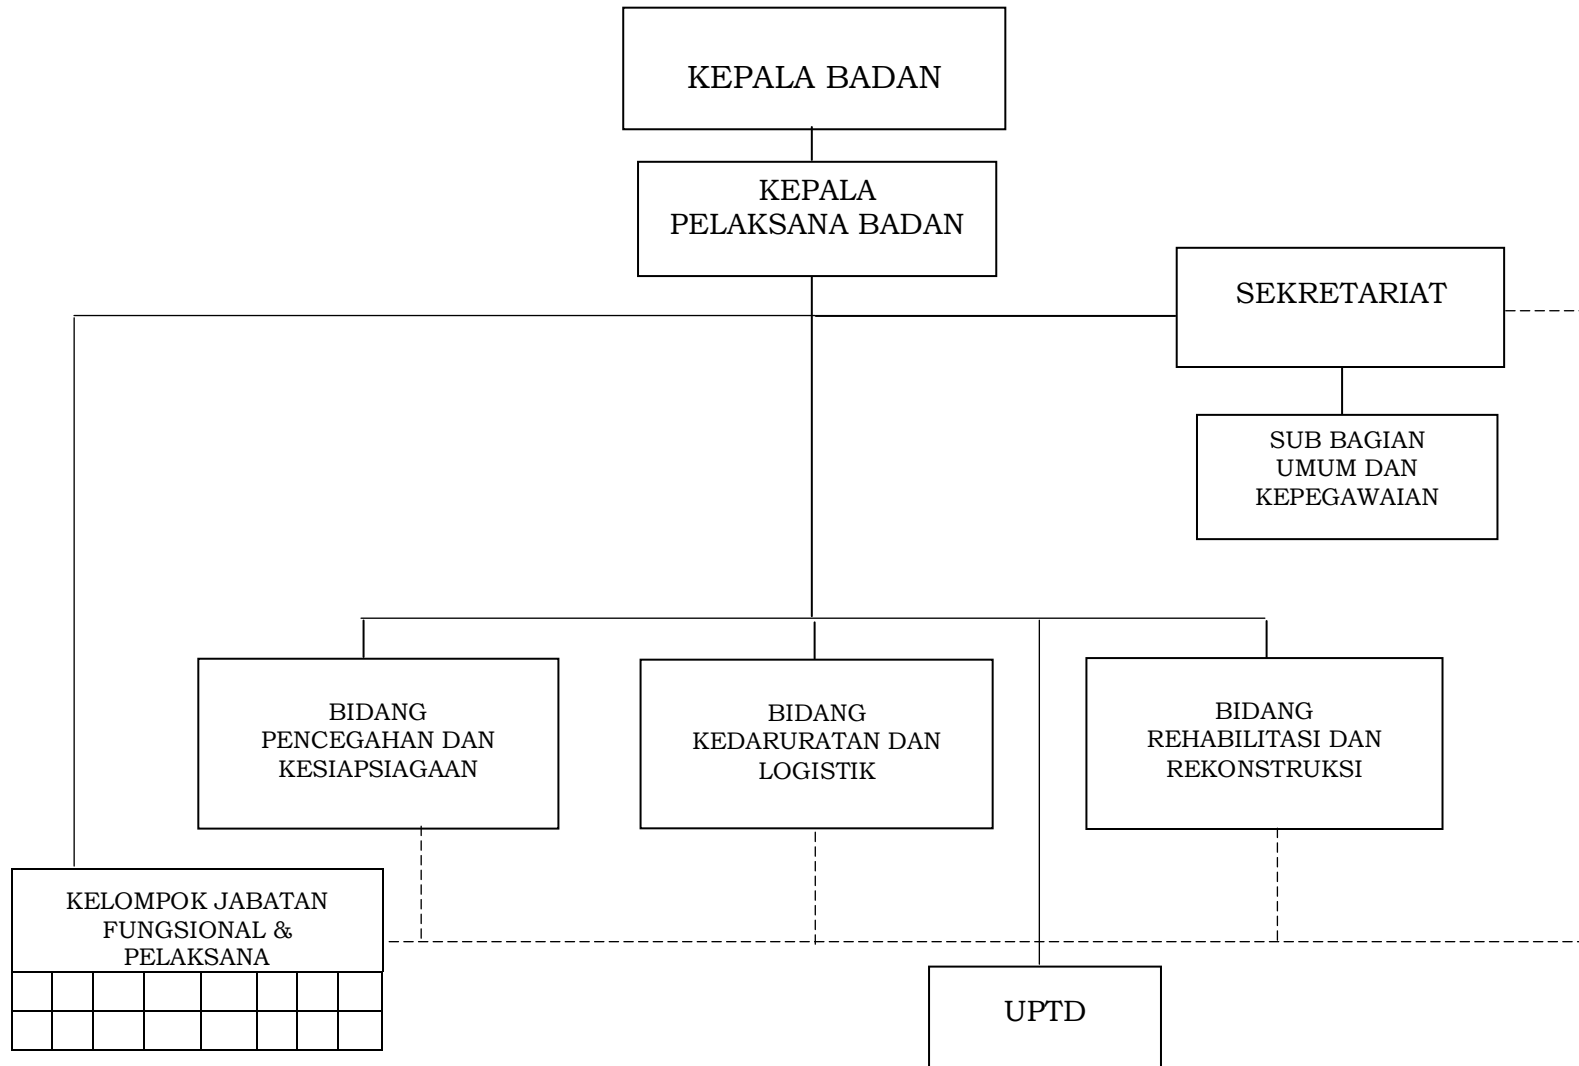 KEPALA BADAN
KEPALA
PELAKSANA BADAN
SEKRETARIAT
SUB BAGIAN
UMUM DAN
KEPEGAWAIAN
BIDANG
PENCEGAHAN DAN
KESIAPSIAGAAN
BIDANG
KEDARURATAN DAN
LOGISTIK
BIDANG
REHABILITASI DAN
REKONSTRUKSI
KELOMPOK JABATAN
FUNGSIONAL &
PELAKSANA
UPTD